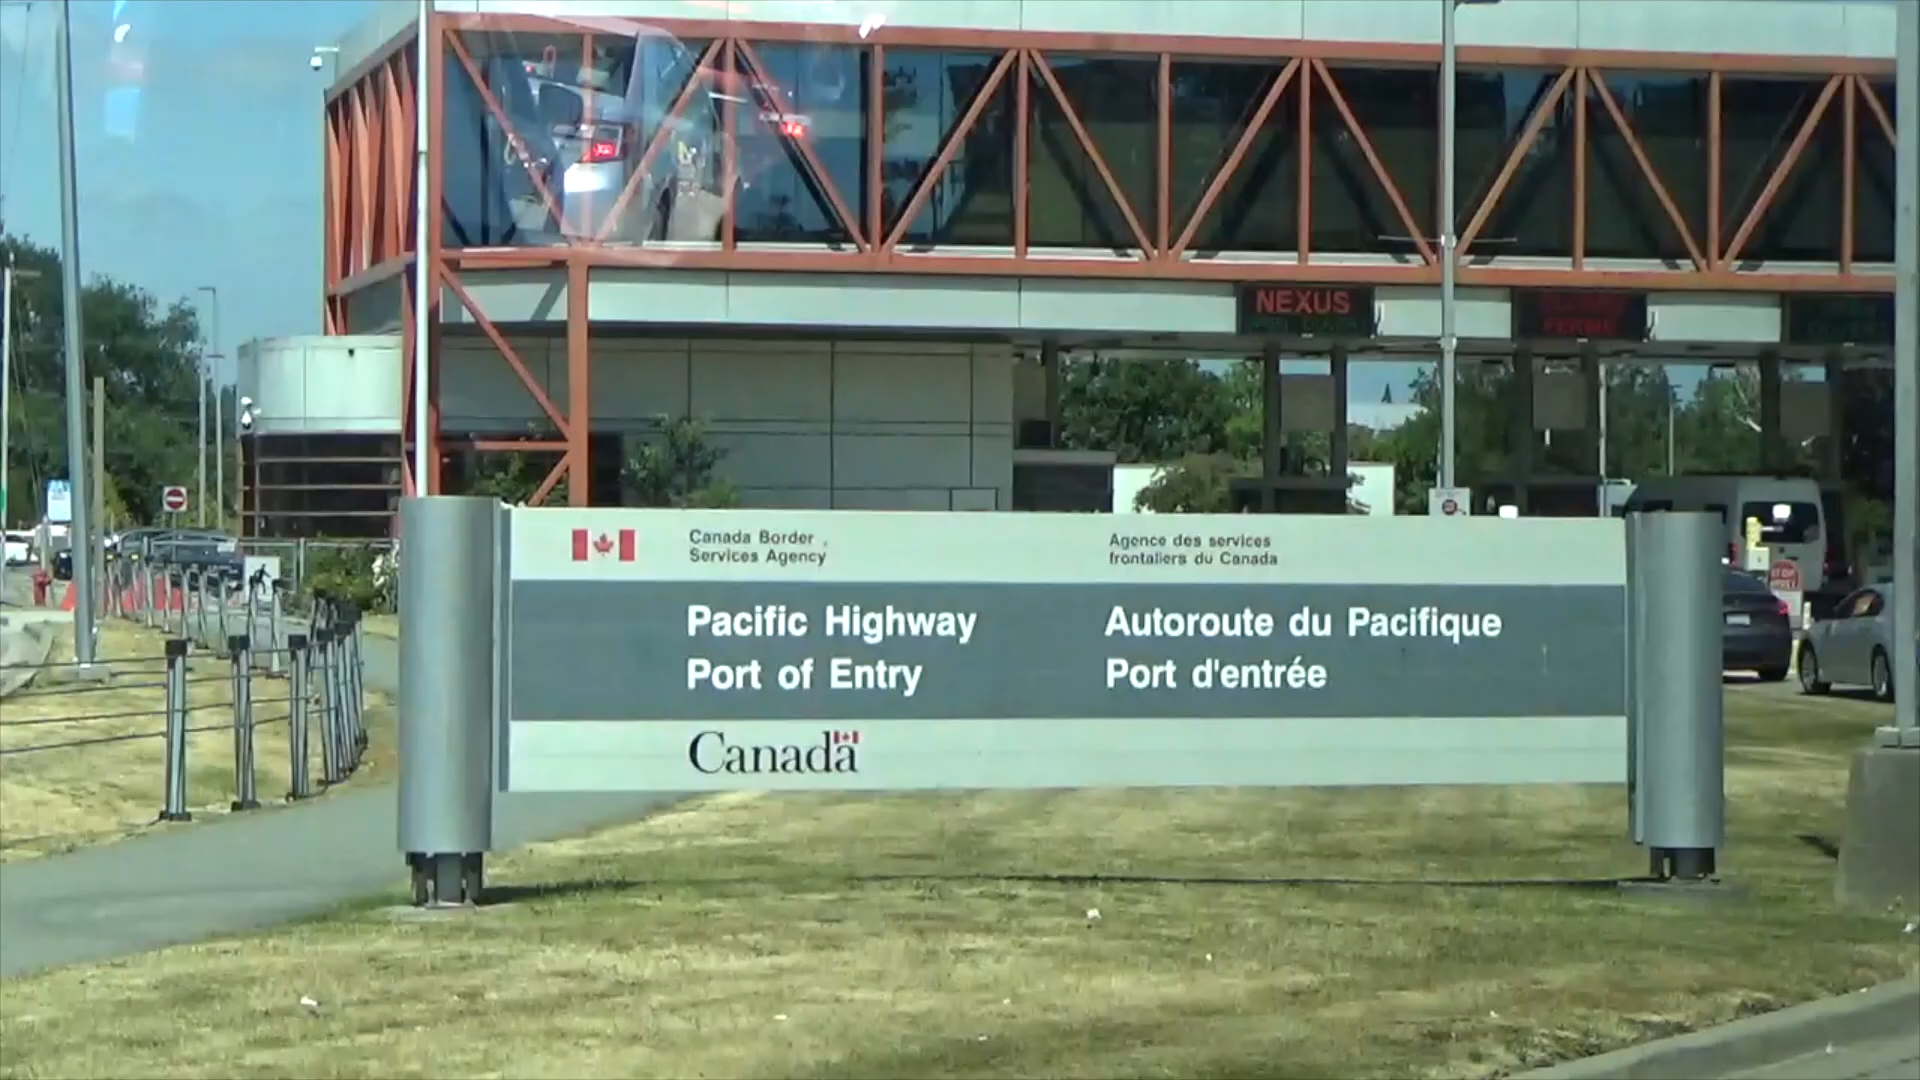 NEXUS
FERMÉ
Canada Border
Services Agency
Agence des services
frontaliers du Canada
Pacific Highway
Port of Entry
Autoroute du Pacifique
Port d'entrée
Canada